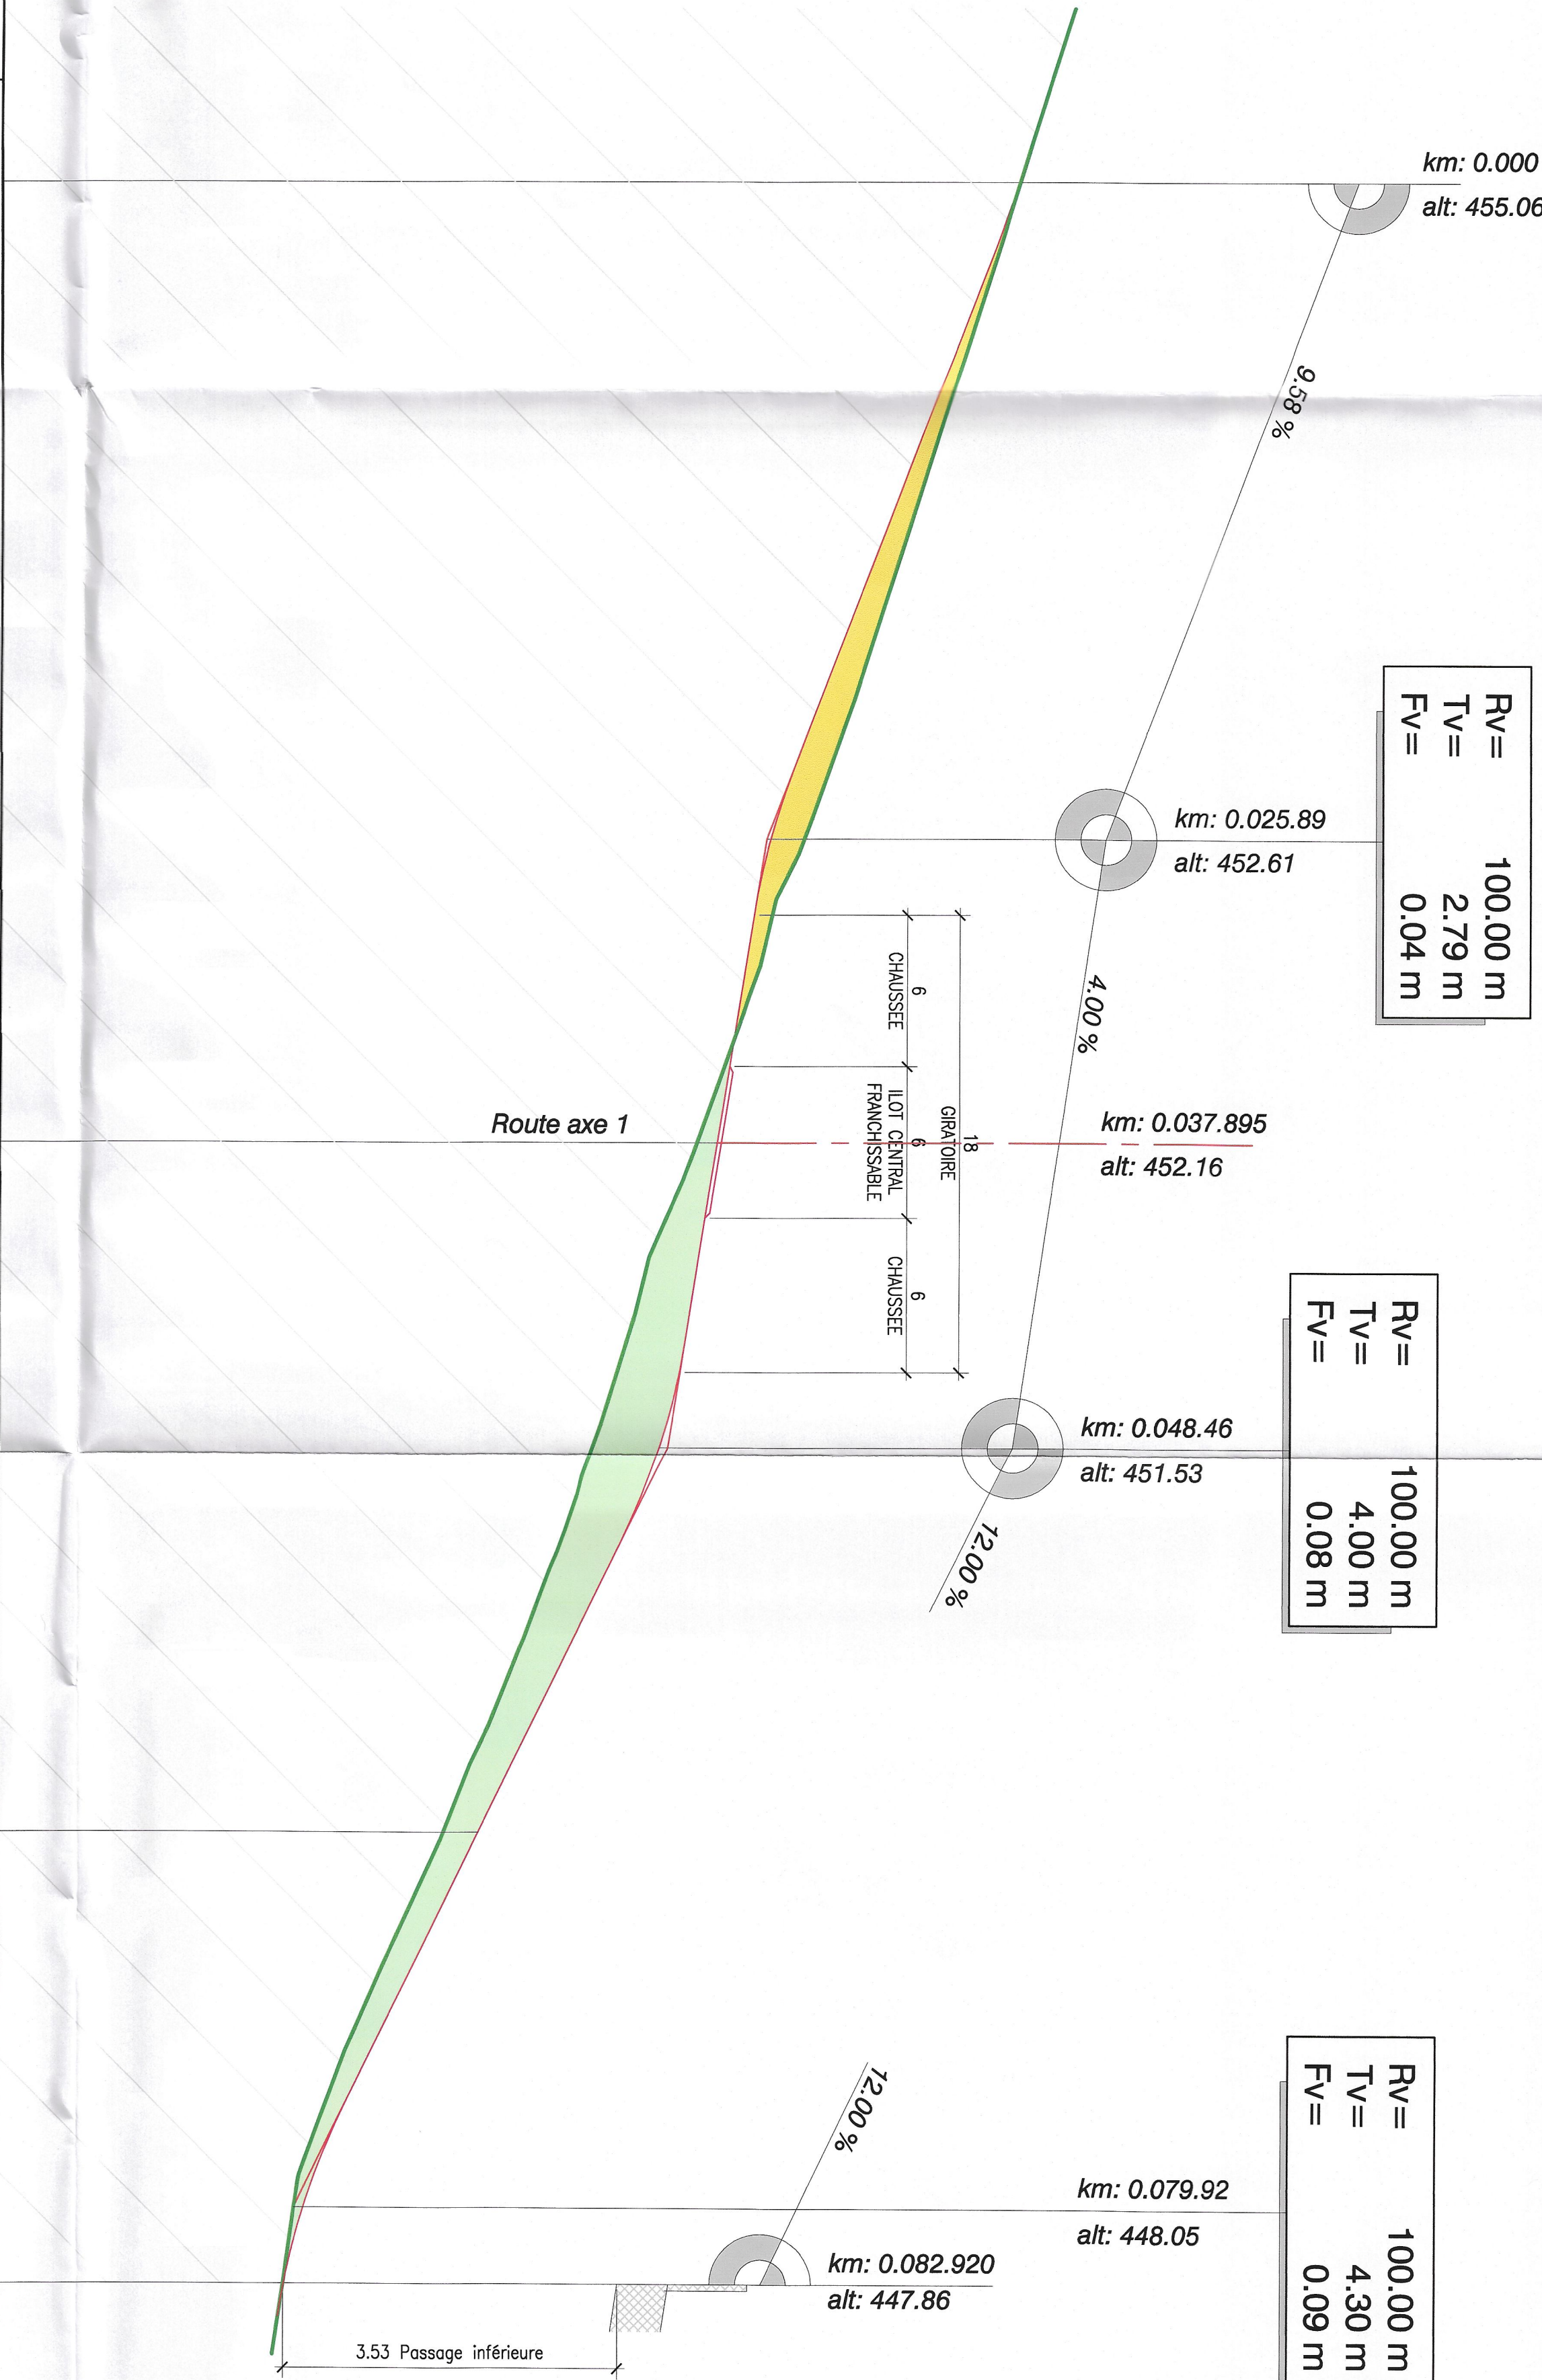 km: 0.000
alt: 455.06
9.58 %
Rv= 100.00 m
Tv= 2.79 m
Fv= 0.04 m
km: 0.025.89
alt: 452.61
4.00 %
6
CHAUSSEE
18
GIRATOIRE
6
ILOT CENTRAL
FRANCHISSABLE
6
CHAUSSEE
Route axe 1
km: 0.037.895
alt: 452.16
Rv= 100.00 m
Tv= 4.00 m
Fv= 0.08 m
km: 0.048.46
alt: 451.53
12.00 %
12.00 %
Rv= 100.00 m
Tv= 4.30 m
Fv= 0.09 m
km: 0.079.92
alt: 448.05
km: 0.082.920
alt: 447.86
3.53 Passage inférieure